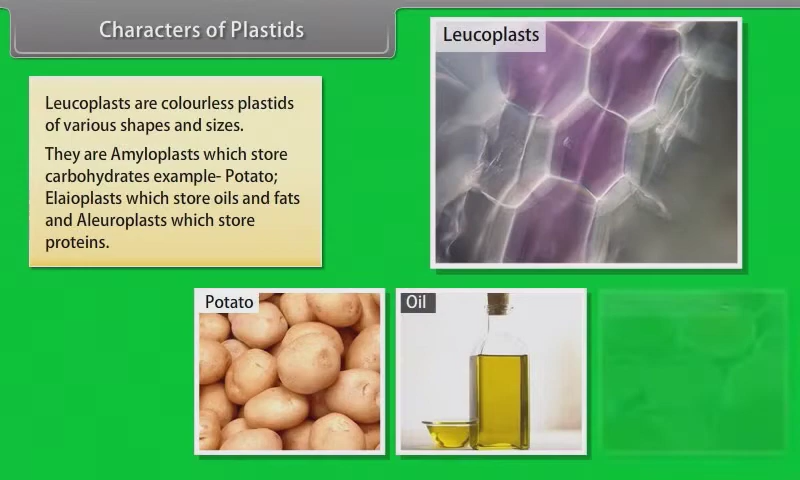 Characters of Plastids
Leucoplasts
Leucoplasts are colourless plastids
of various shapes and sizes.
They are Amyloplasts which store
carbohydrates example- Potato;
Elaioplasts which store oils and fats
and Aleuroplasts which store
proteins.
Potato
Oil